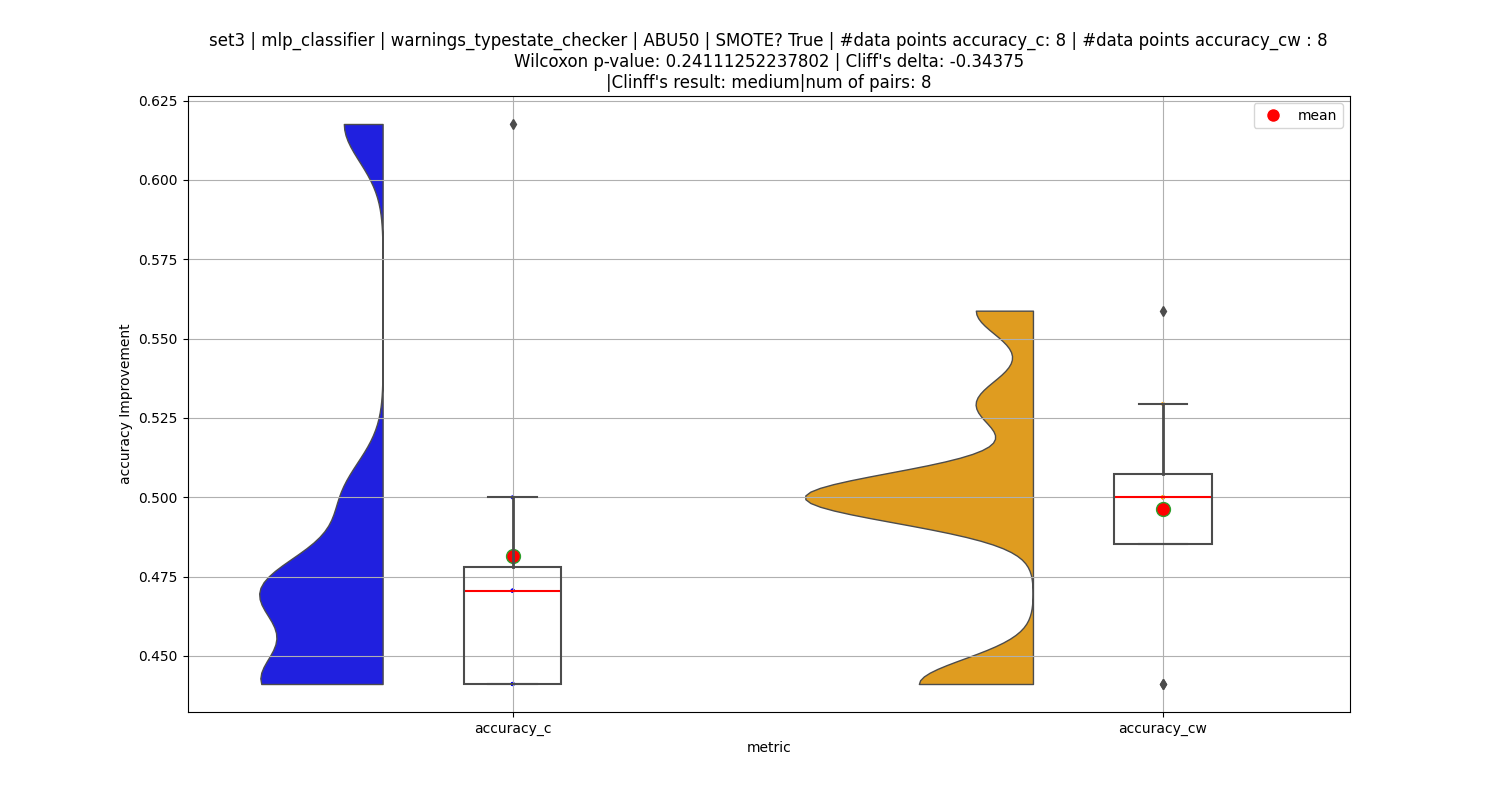 set3 | mlp_classifier | warnings_typestate_checker | ABU50 | SMOTE? True | #data points accuracy_c: 8 | #data points accuracy_cw : 8
Wilcoxon p-value: 0.24111252237802 | Cliff's delta: -0.34375
|Clinff's result: medium|num of pairs: 8
mean
0.625
0.600
0.575
0.550
0.525
0.500
0.475
0.450
accuracy Improvement
accuracy_c
accuracy_cw
metric